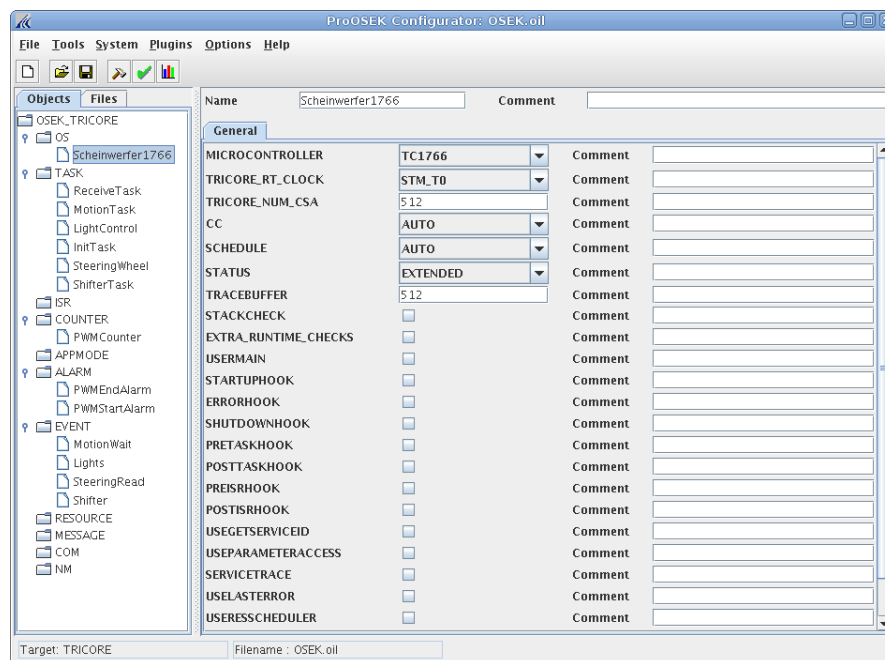 ProOSEK Configurator: OSEK.oil
File Tools System Plugins Options Help
Objects Files
OSEK_TRICORE
OS
Scheinwerfer1766
TASK
ReceiveTask
MotionTask
LightControl
InitTask
SteeringWheel
ShifterTask
ISR
COUNTER
PWMCounter
APPMODE
ALARM
PWMEndAlarm
PWMStartAlarm
EVENT
MotionWait
Lights
SteeringRead
Shifter
RESOURCE
MESSAGE
COM
NM
Name Scheinwerfer1766 Comment
General
MICROCONTROLLER TC1766 Comment
TRICORE_RT_CLOCK STM_T0 Comment
TRICORE_NUM_CSA 512 Comment
CC AUTO Comment
SCHEDULE AUTO Comment
STATUS EXTENDED Comment
TRACEBUFFER 512 Comment
STACKCHECK Comment
EXTRA_RUNTIME_CHECKS Comment
USERMAIN Comment
STARTUPHOOK Comment
ERRORHOOK Comment
SHUTDOWNHOOK Comment
PRETASKHOOK Comment
POSTTASKHOOK Comment
PREISRHOOK Comment
POSTISRHOOK Comment
USEGETSERVICEID Comment
USEPARAMETERACCESS Comment
SERVICETRACE Comment
USELASTERROR Comment
USERESSCHEDULER Comment
Target: TRICORE Filename : OSEK.oil